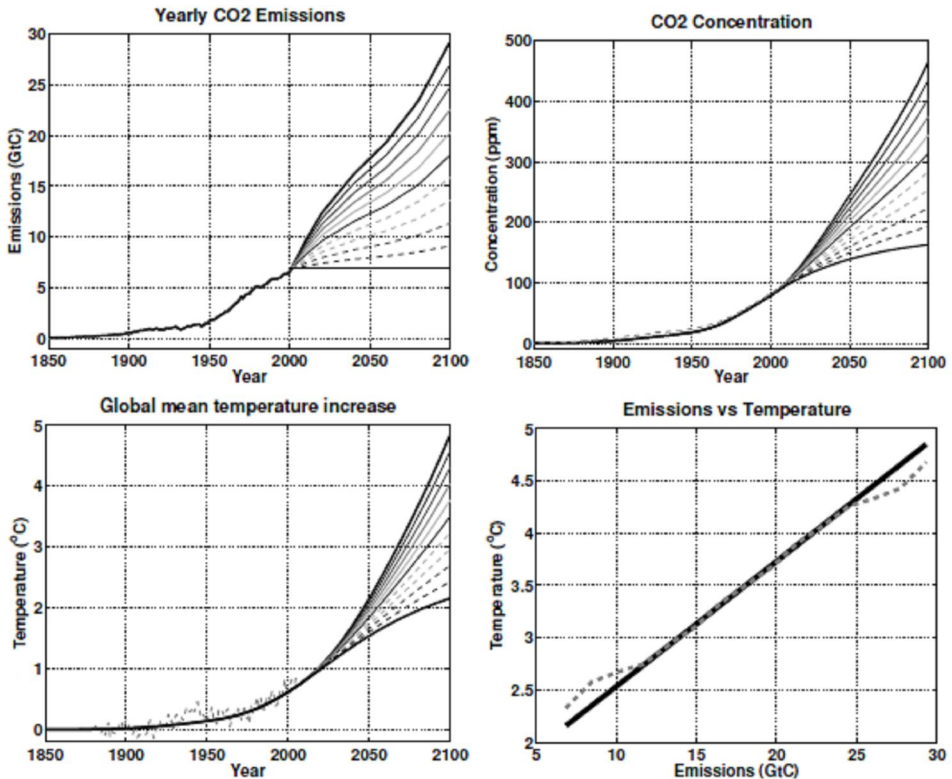 Yearly CO2 Emissions
30
25
20
15
10
5
0
Emissions (GtC)
1850 1900 1950 2000 2050 2100
Year
CO2 Concentration
500
400
300
200
100
0
Concentration (ppm)
1850 1900 1950 2000 2050 2100
Year
Global mean temperature increase
5
4
3
2
1
0
Temperature (°C)
1850 1900 1950 2000 2050 2100
Year
Emissions vs Temperature
5
4.5
4
3.5
3
2.5
2
Temperature (°C)
5 10 15 20 25 30
Emissions (GtC)